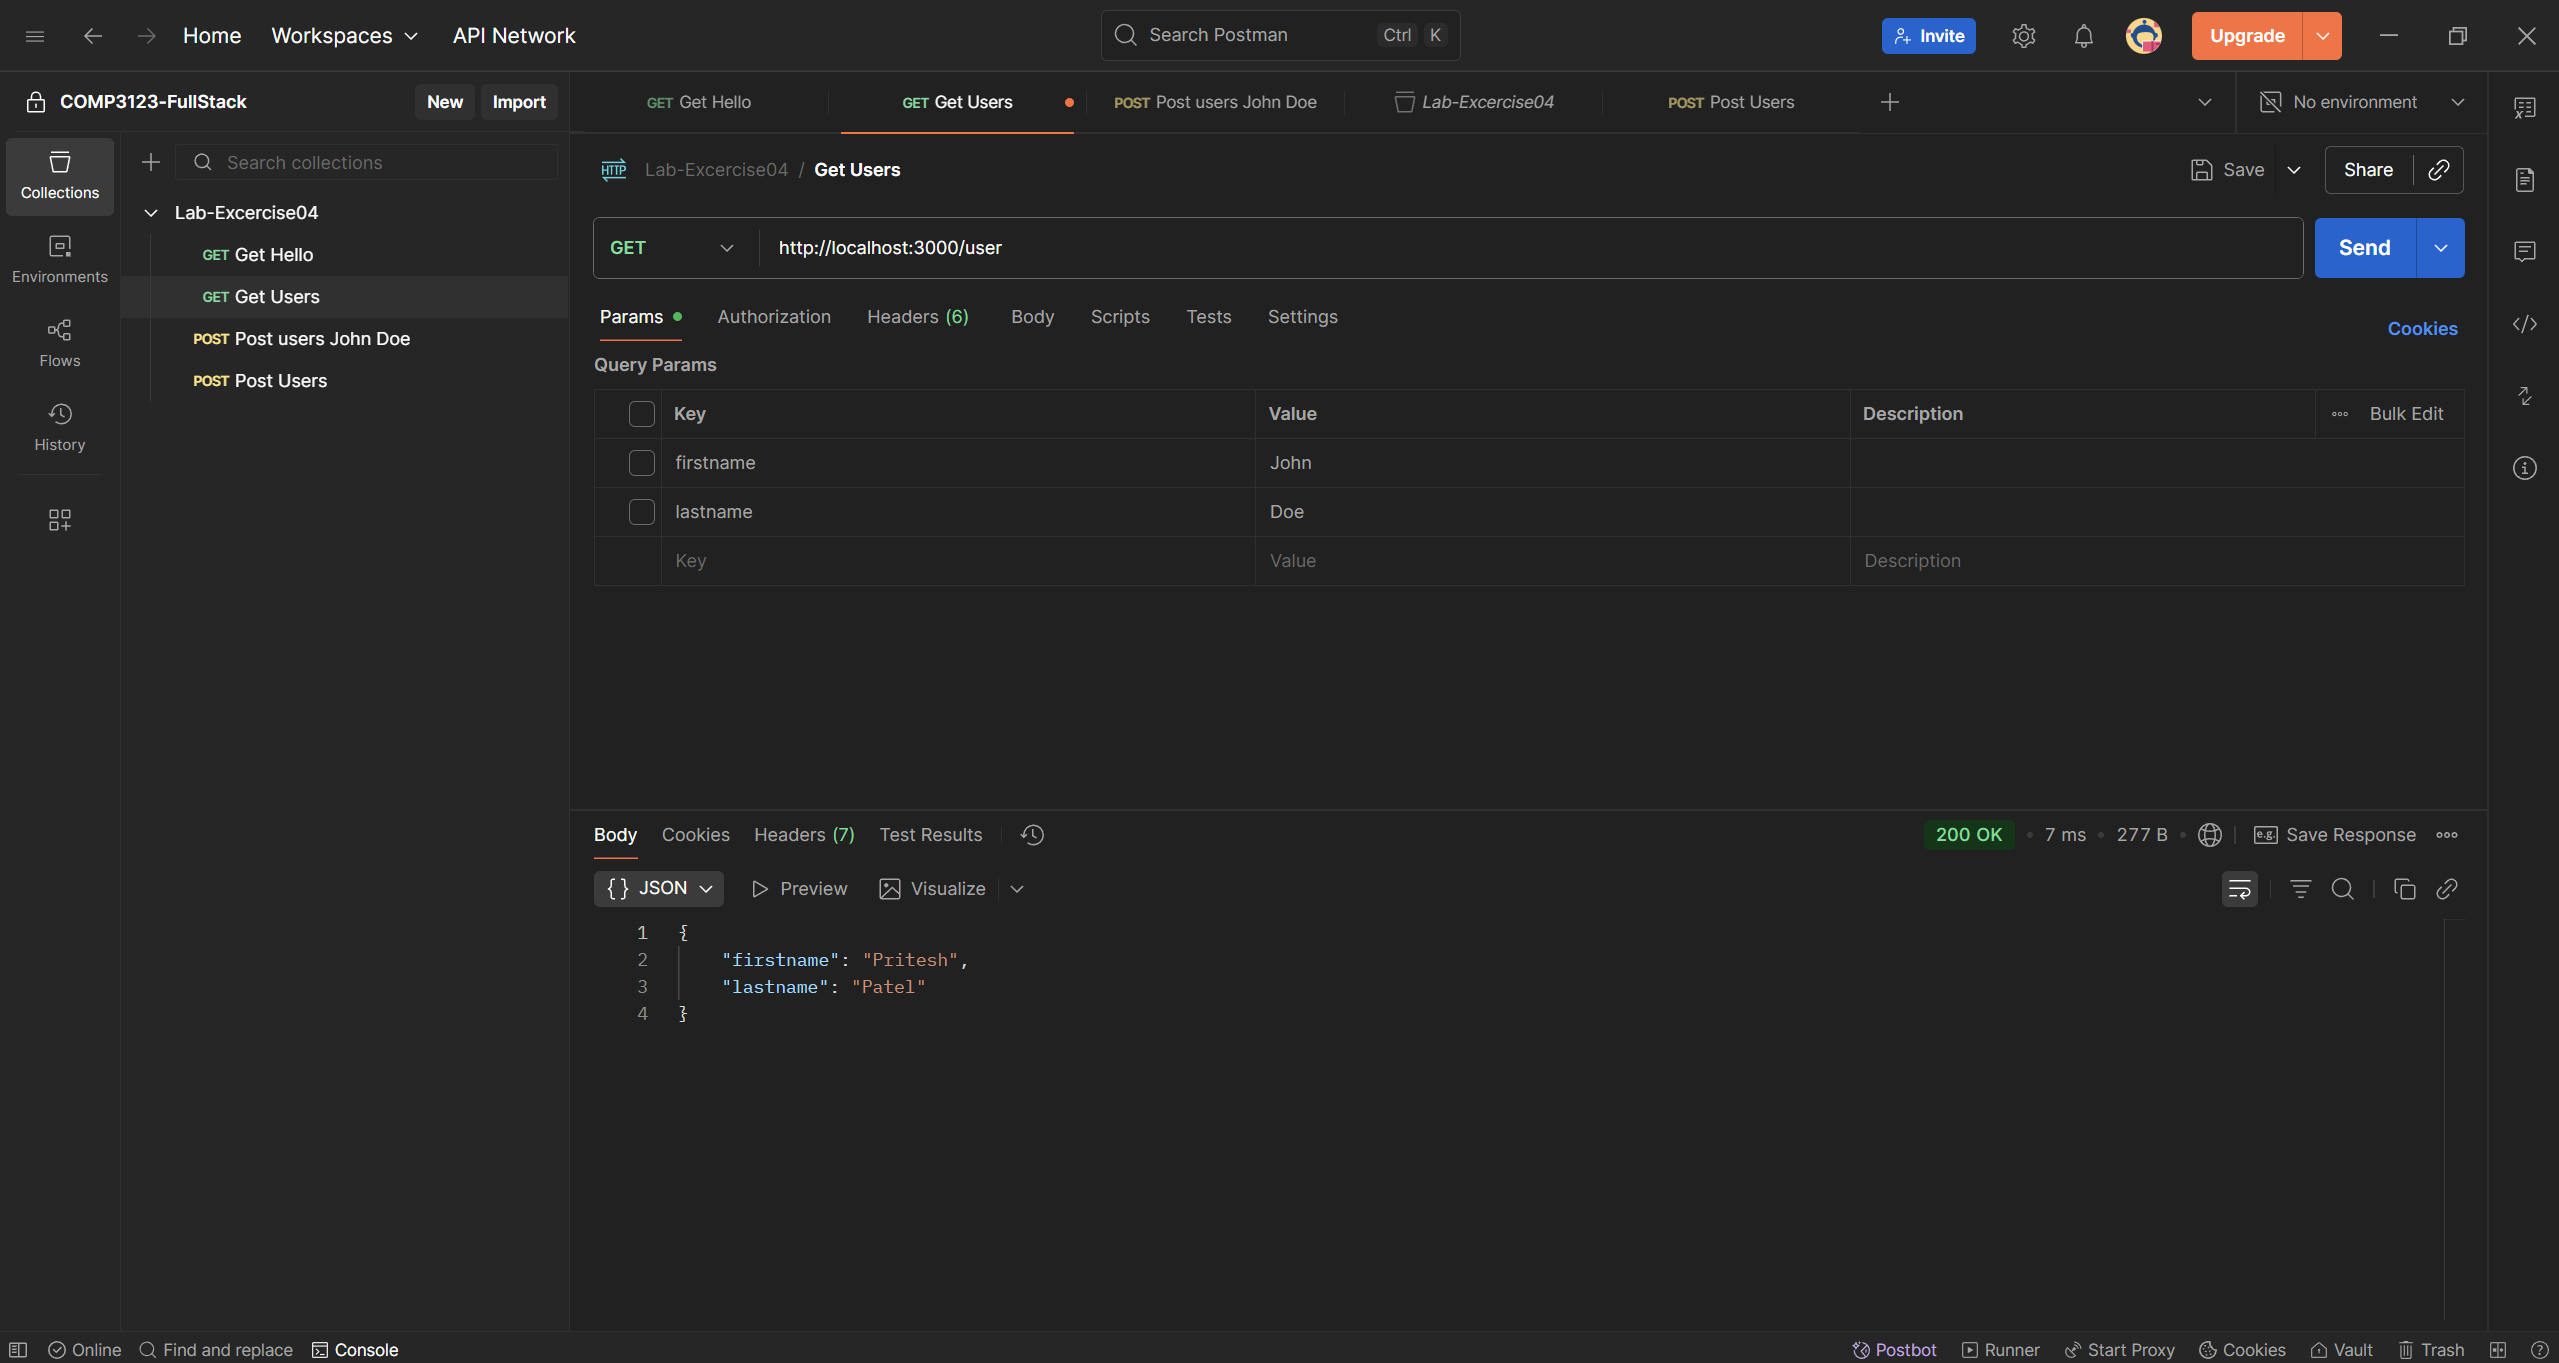 Home Workspaces API Network Search Postman Ctrl K Invite Upgrade
COMP3123-FullStack New Import
GET Get Hello GET Get Users POST Post users John Doe Lab-Excercise04 POST Post Users No environment
Collections
Environments
Flows
History
Search collections
Lab-Excercise04
GET Get Hello
GET Get Users
POST Post users John Doe
POST Post Users
HTTP Lab-Excercise04 / Get Users Save Share
GET http://localhost:3000/user Send
Params Authorization Headers (6) Body Scripts Tests Settings Cookies
Query Params
Key Value Description Bulk Edit
firstname John
lastname Doe
Key Value Description
Body Cookies Headers (7) Test Results 200 OK 7 ms 277 B e.g. Save Response
{} JSON Preview Visualize
1 {
2 "firstname": "Pritesh",
3 "lastname": "Patel"
4 }
Online Find and replace Console Postbot Runner Start Proxy Cookies Vault Trash